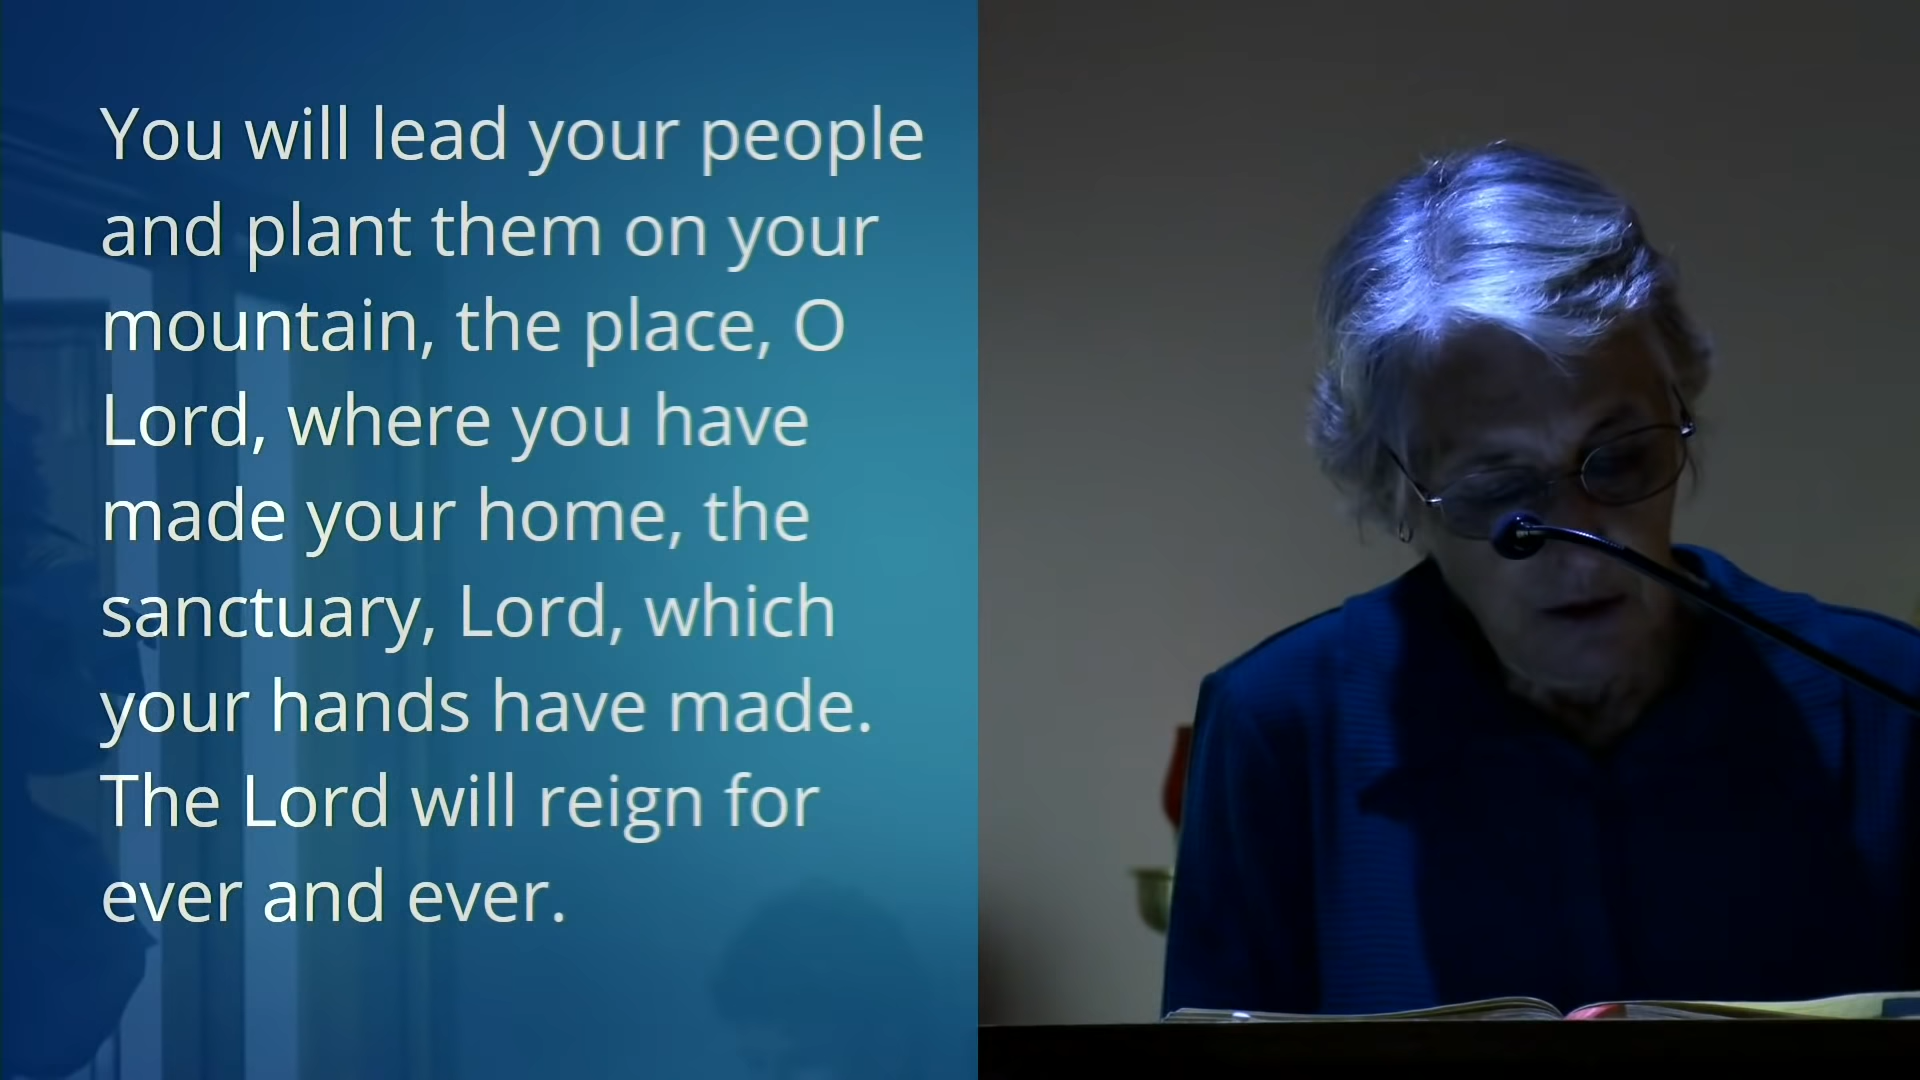 You will lead your people
and plant them on your
mountain, the place, O
Lord, where you have
made your home, the
sanctuary, Lord, which
your hands have made.
The Lord will reign for
ever and ever.